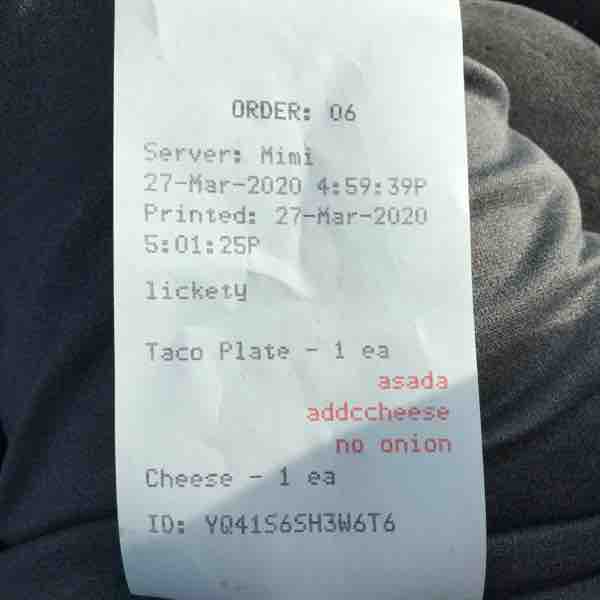 ORDER: 06
Server: Mimi
27-Mar-2020 4:59:39P
Printed: 27-Mar-2020
5:01:25P
lickety
Taco Plate - 1 ea
asada
addccheese
no onion
Cheese - 1 ea
ID: YQ41S6SH3W6T6